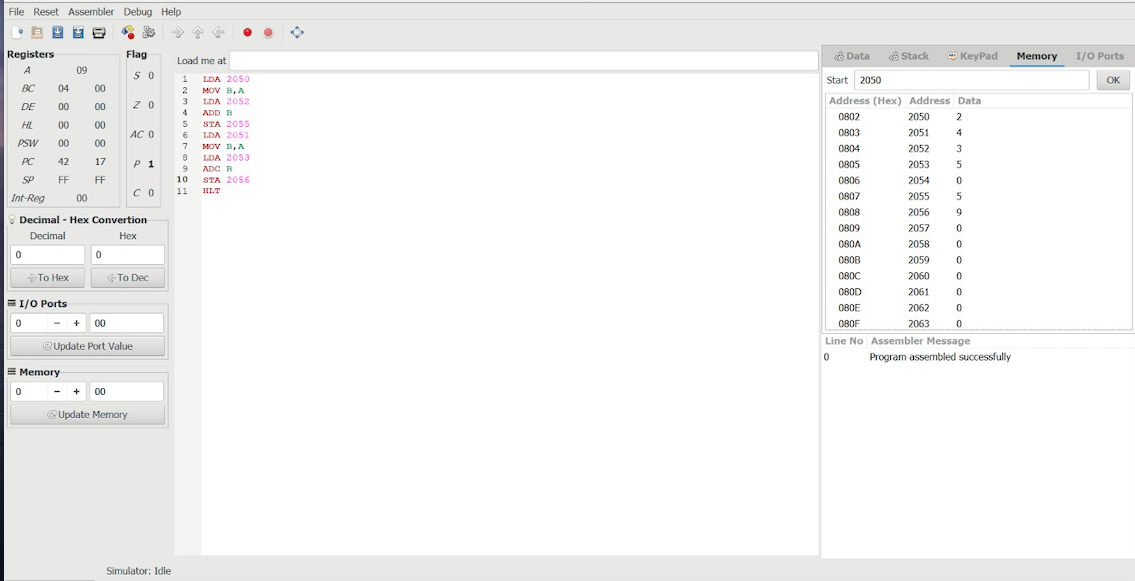 File Reset Assembler Debug Help
Registers
A 09
BC 04 00
DE 00 00
HL 00 00
PSW 00 00
PC 42 17
SP FF FF
Int-Reg 00
Flag
S 0
Z 0
AC 0
P 1
C 0
Decimal - Hex Convertion
Decimal Hex
0 0
To Hex To Dec
I/O Ports
0 - + 00
Update Port Value
Memory
0 - + 00
Update Memory
Load me at
1 LDA 2050
2 MOV B,A
3 LDA 2052
4 ADD B
5 STA 2055
6 LDA 2051
7 MOV B,A
8 LDA 2053
9 ADC B
10 STA 2056
11 HLT
Data Stack KeyPad Memory I/O Ports
Start 2050 OK
Address (Hex) Address Data
0802 2050 2
0803 2051 4
0804 2052 3
0805 2053 5
0806 2054 0
0807 2055 5
0808 2056 9
0809 2057 0
080A 2058 0
080B 2059 0
080C 2060 0
080D 2061 0
080E 2062 0
080F 2063 0
Line No Assembler Message
0 Program assembled successfully
Simulator: Idle